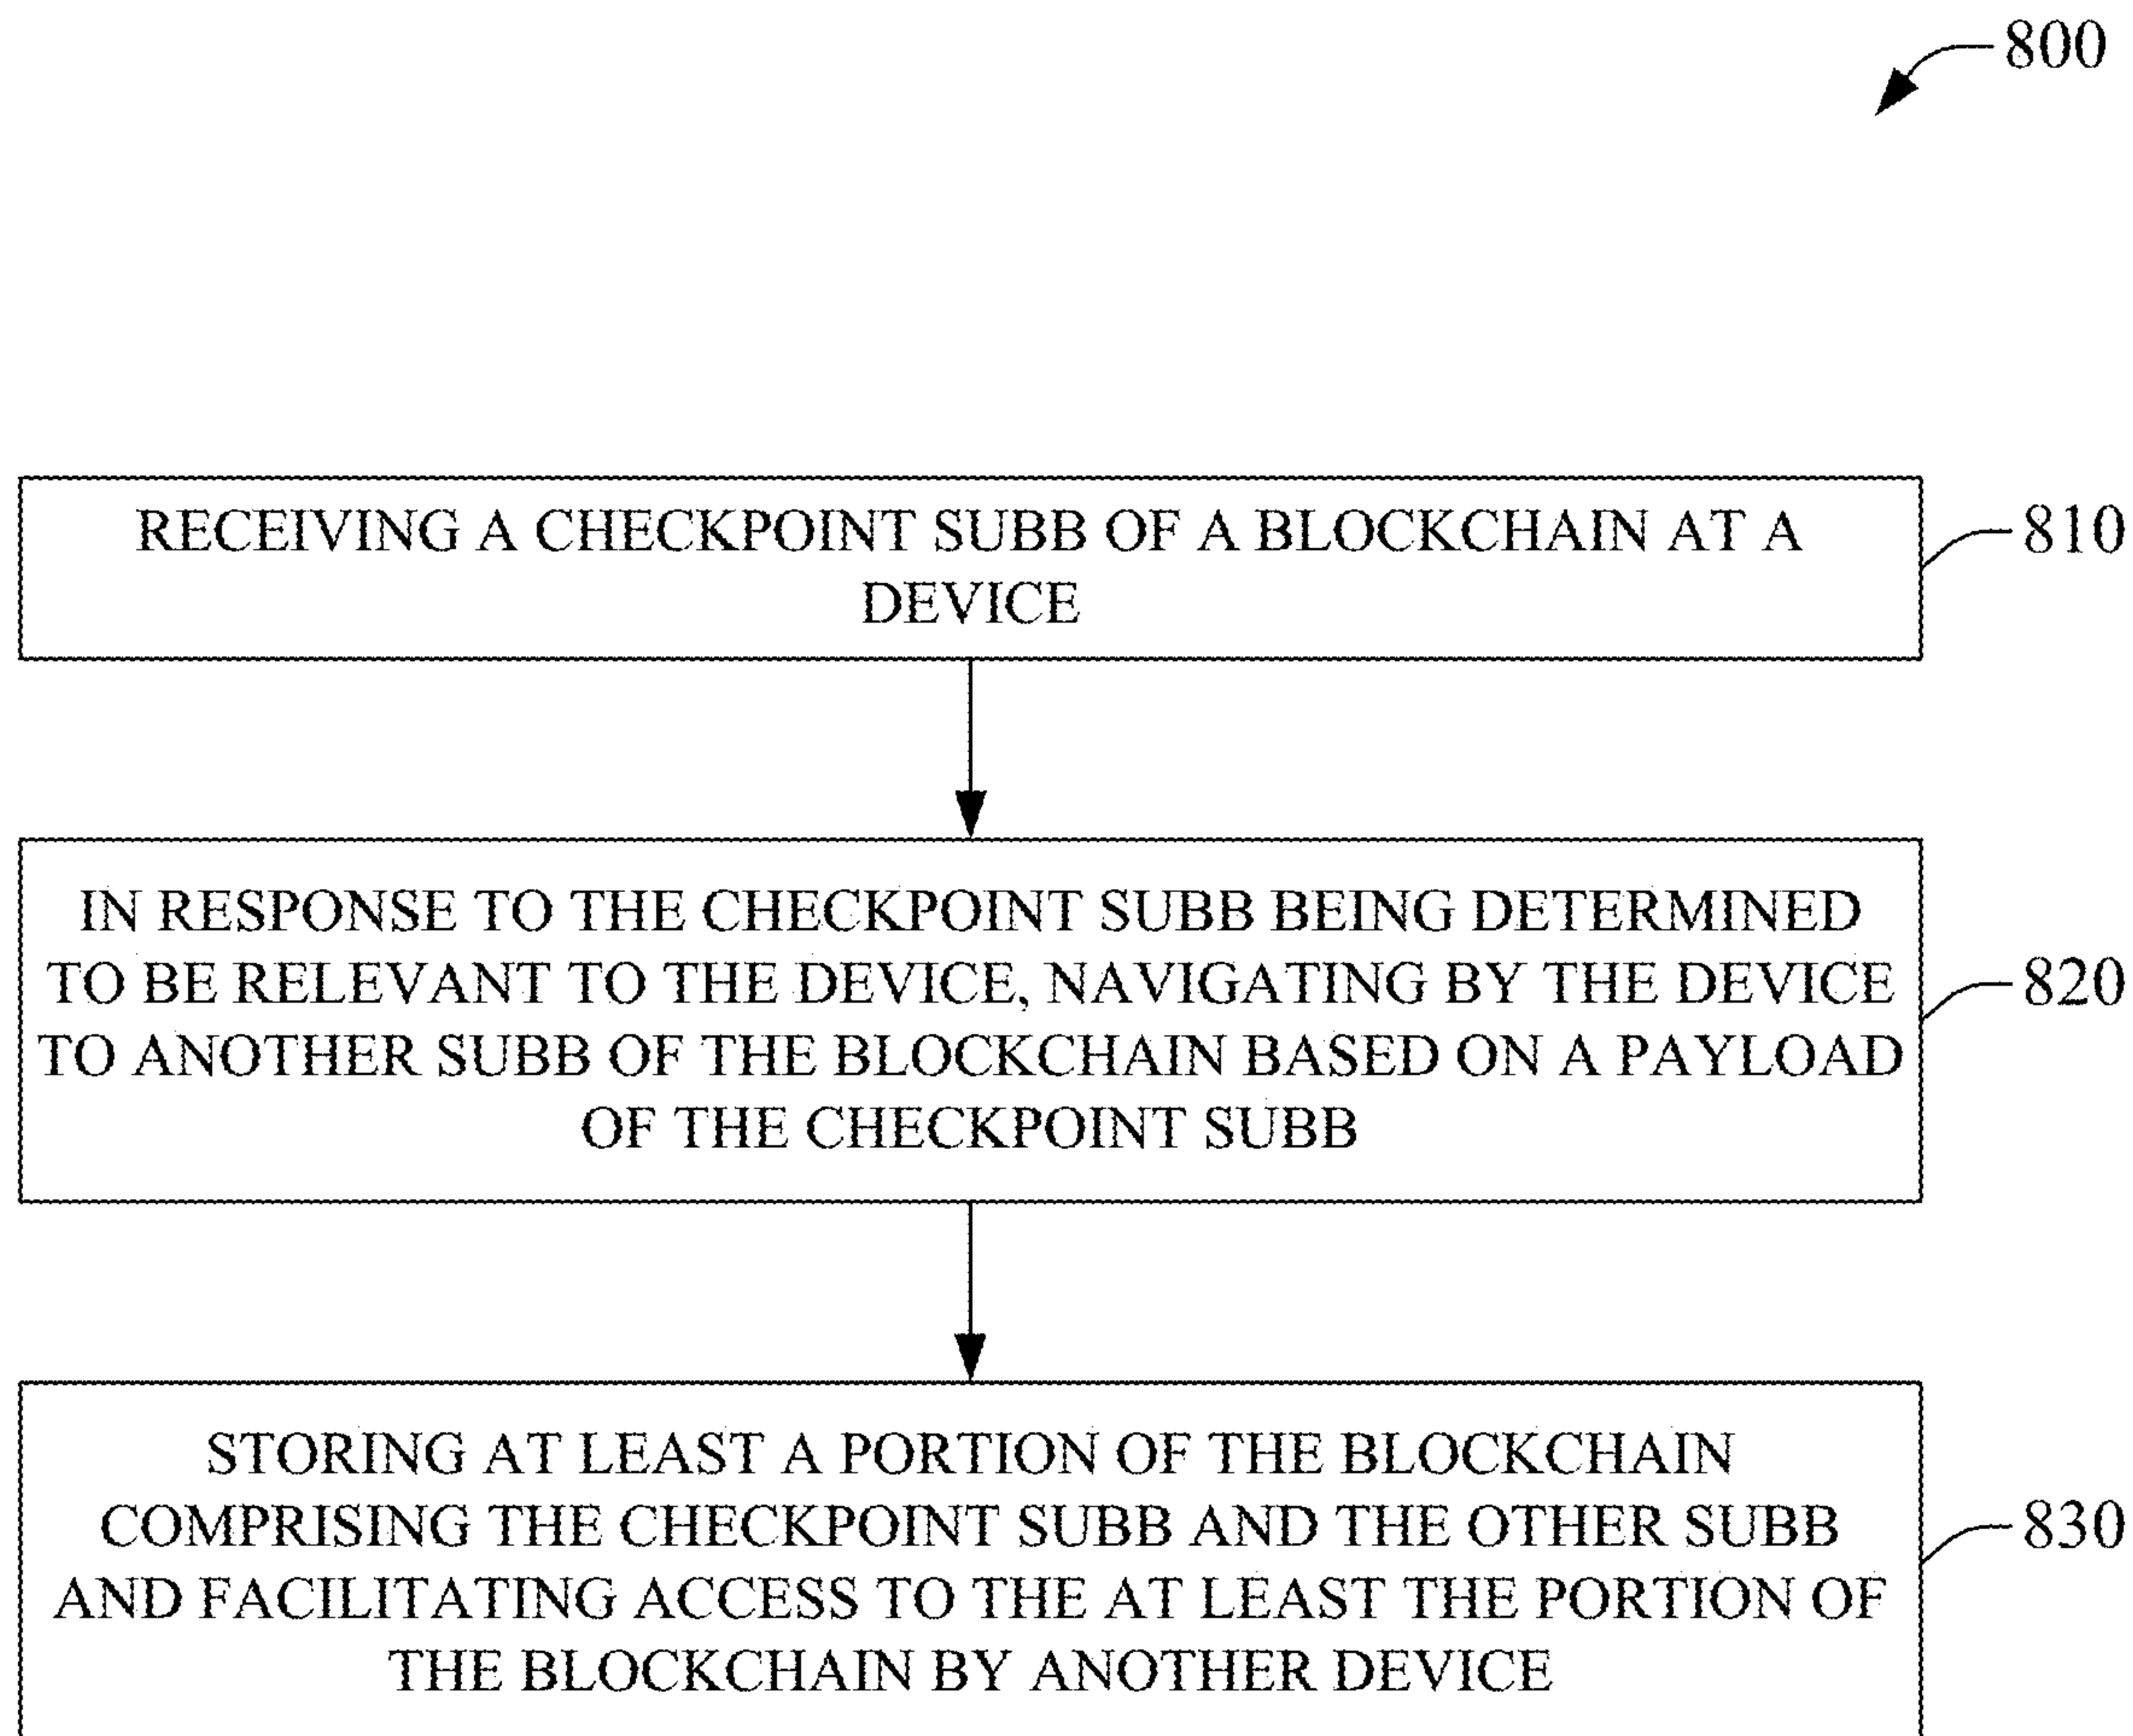 800
RECEIVING A CHECKPOINT SUBB OF A BLOCKCHAIN AT A
DEVICE
810
IN RESPONSE TO THE CHECKPOINT SUBB BEING DETERMINED
TO BE RELEVANT TO THE DEVICE, NAVIGATING BY THE DEVICE
TO ANOTHER SUBB OF THE BLOCKCHAIN BASED ON A PAYLOAD
OF THE CHECKPOINT SUBB
820
STORING AT LEAST A PORTION OF THE BLOCKCHAIN
COMPRISING THE CHECKPOINT SUBB AND THE OTHER SUBB
AND FACILITATING ACCESS TO THE AT LEAST THE PORTION OF
THE BLOCKCHAIN BY ANOTHER DEVICE
830